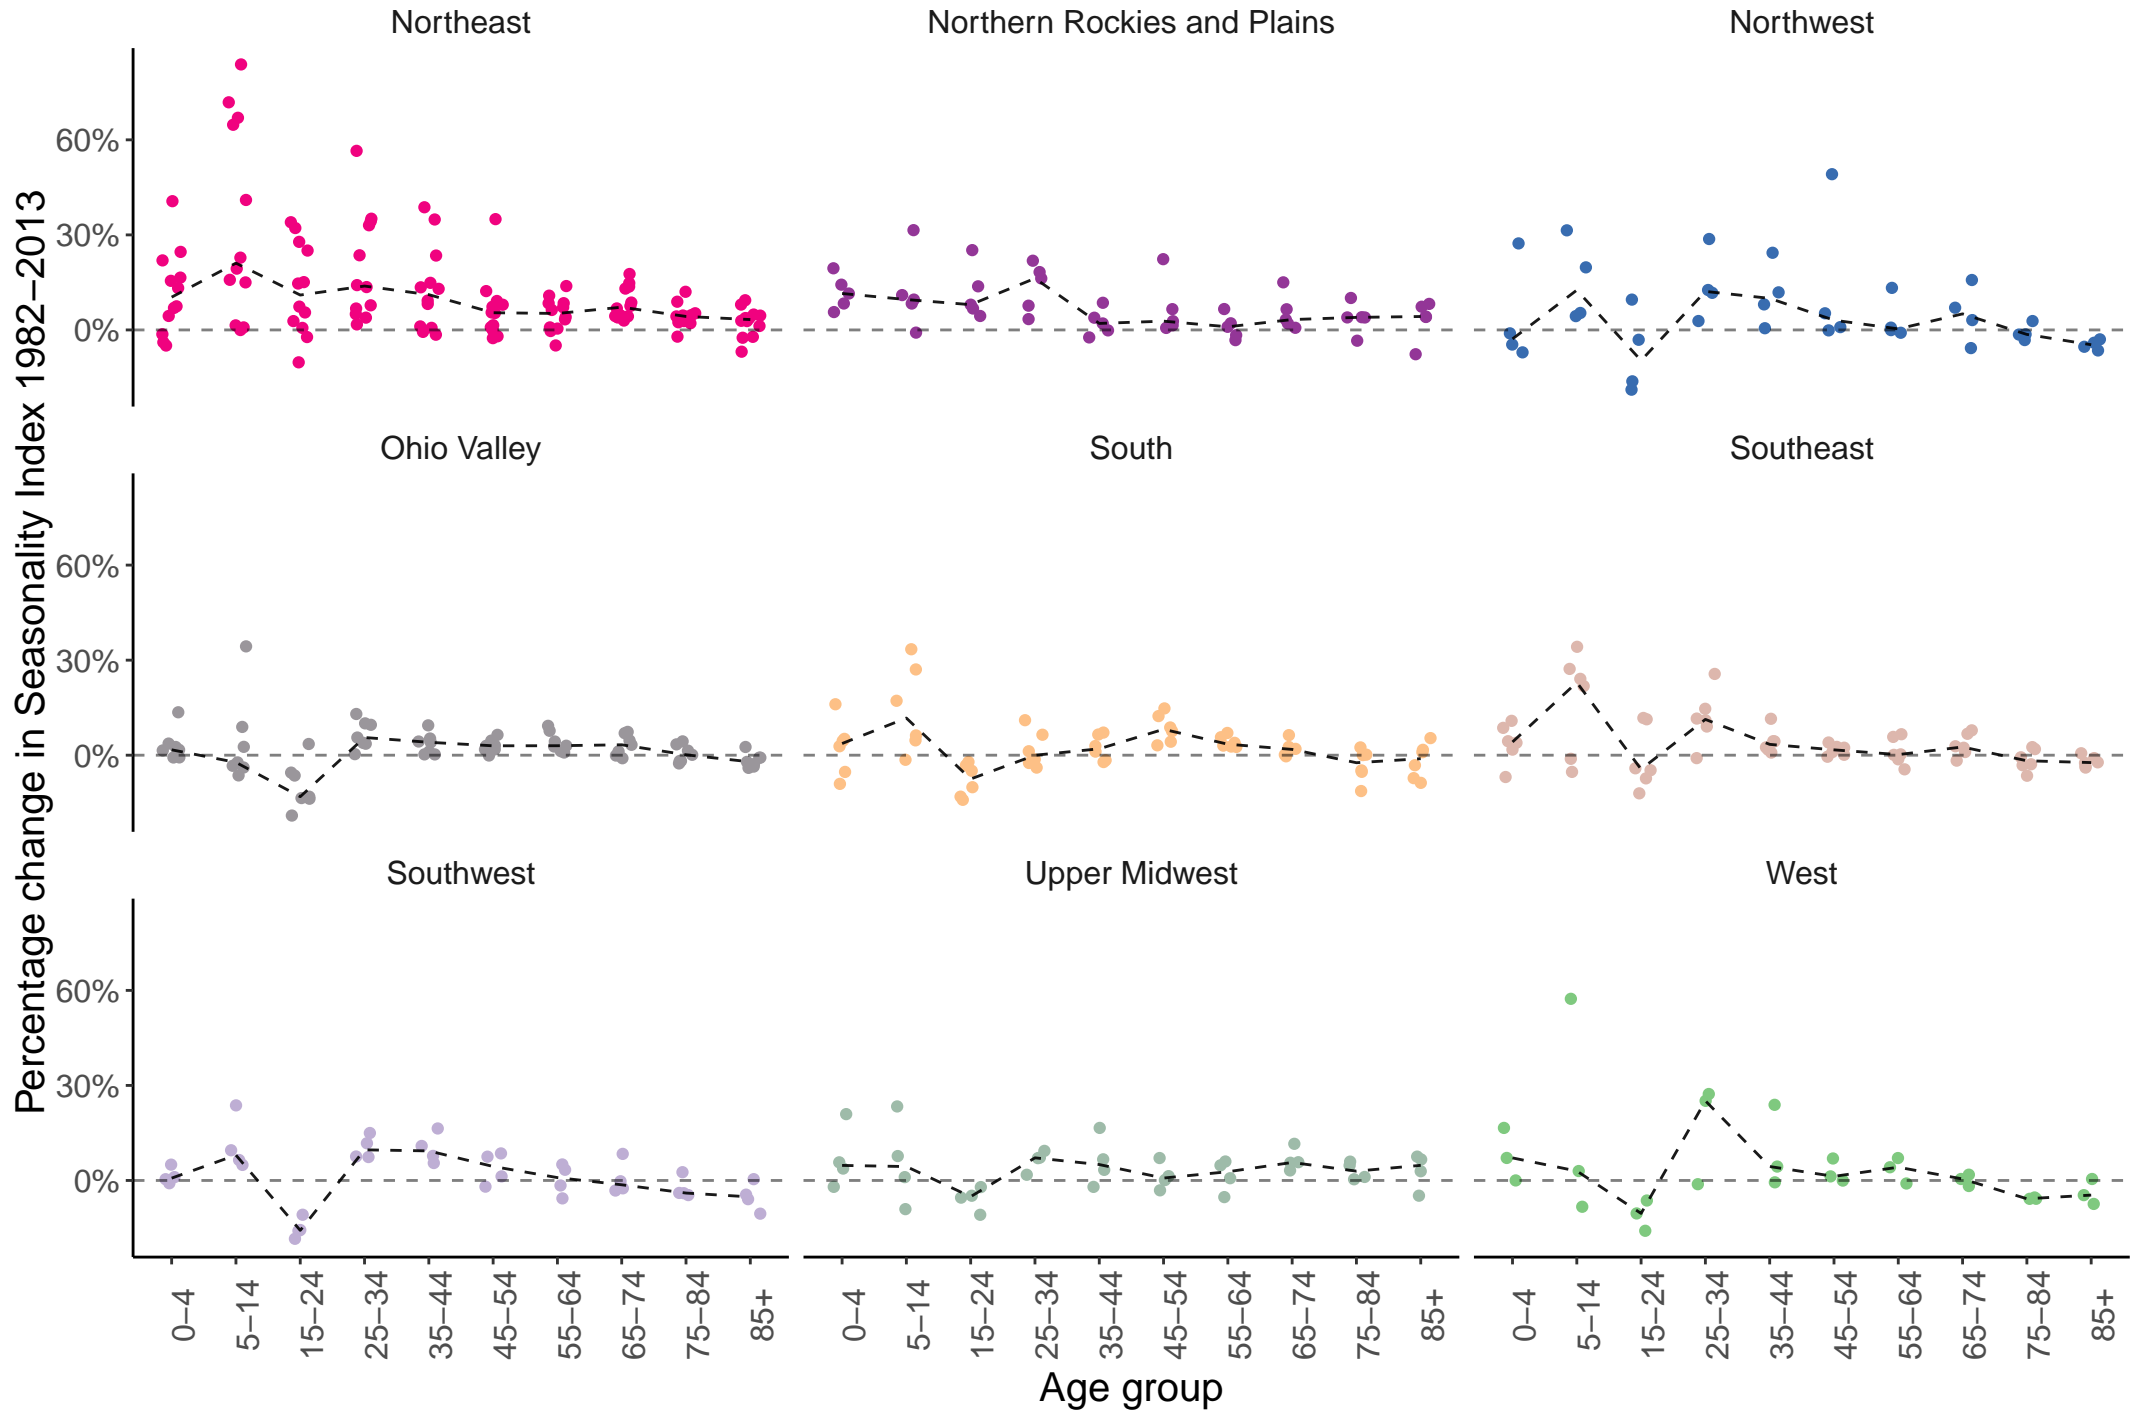 Northeast
Northern Rockies and Plains
Northwest
60%
30%
0%
Ohio Valley
South
Southeast
60%
30%
0%
Southwest
Upper Midwest
West
60%
30%
0%
Percentage change in Seasonality Index 1982−2013
0−4 5−14 15−24 25−34 35−44 45−54 55−64 65−74 75−84 85+
0−4 5−14 15−24 25−34 35−44 45−54 55−64 65−74 75−84 85+
0−4 5−14 15−24 25−34 35−44 45−54 55−64 65−74 75−84 85+
Age group